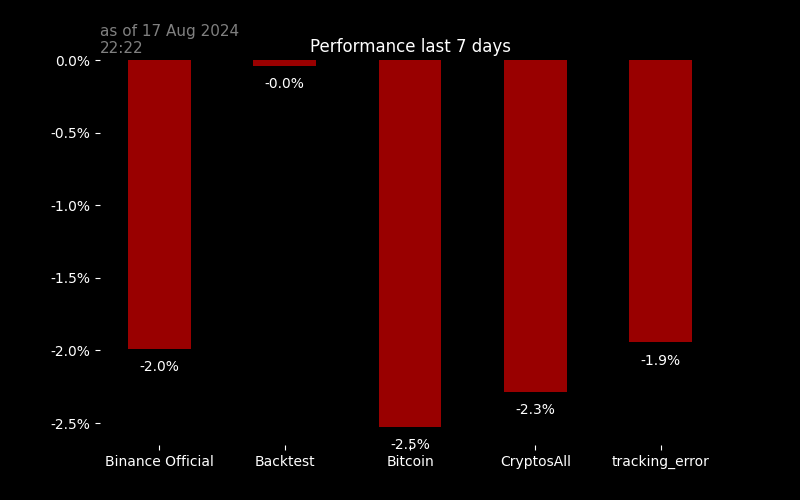 as of 17 Aug 2024
22:22
Performance last 7 days
0.0%
-0.5%
-1.0%
-1.5%
-2.0%
-2.5%
-2.0%
-0.0%
-2.5%
-2.3%
-1.9%
Binance Official
Backtest
Bitcoin
CryptosAll
tracking_error